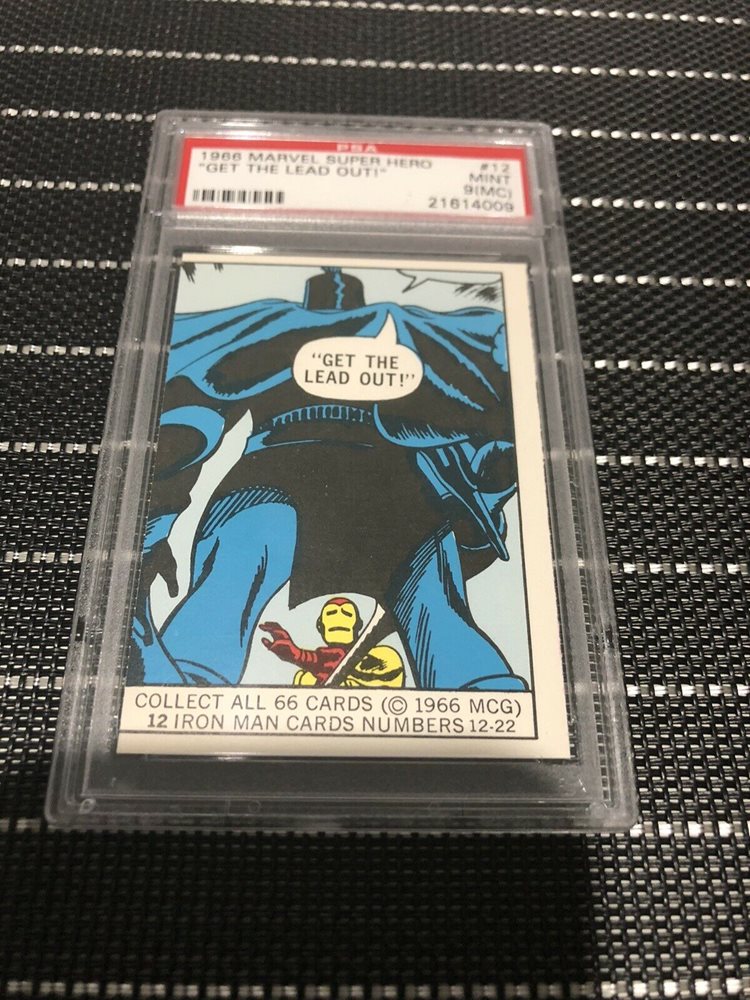 PSA
1966 MARVEL SUPER HERO #12
"GET THE LEAD OUT!" MINT
9(MC)
21614009
"GET THE
LEAD OUT!"
COLLECT ALL 66 CARDS (© 1966 MCG)
12 IRON MAN CARDS NUMBERS 12-22